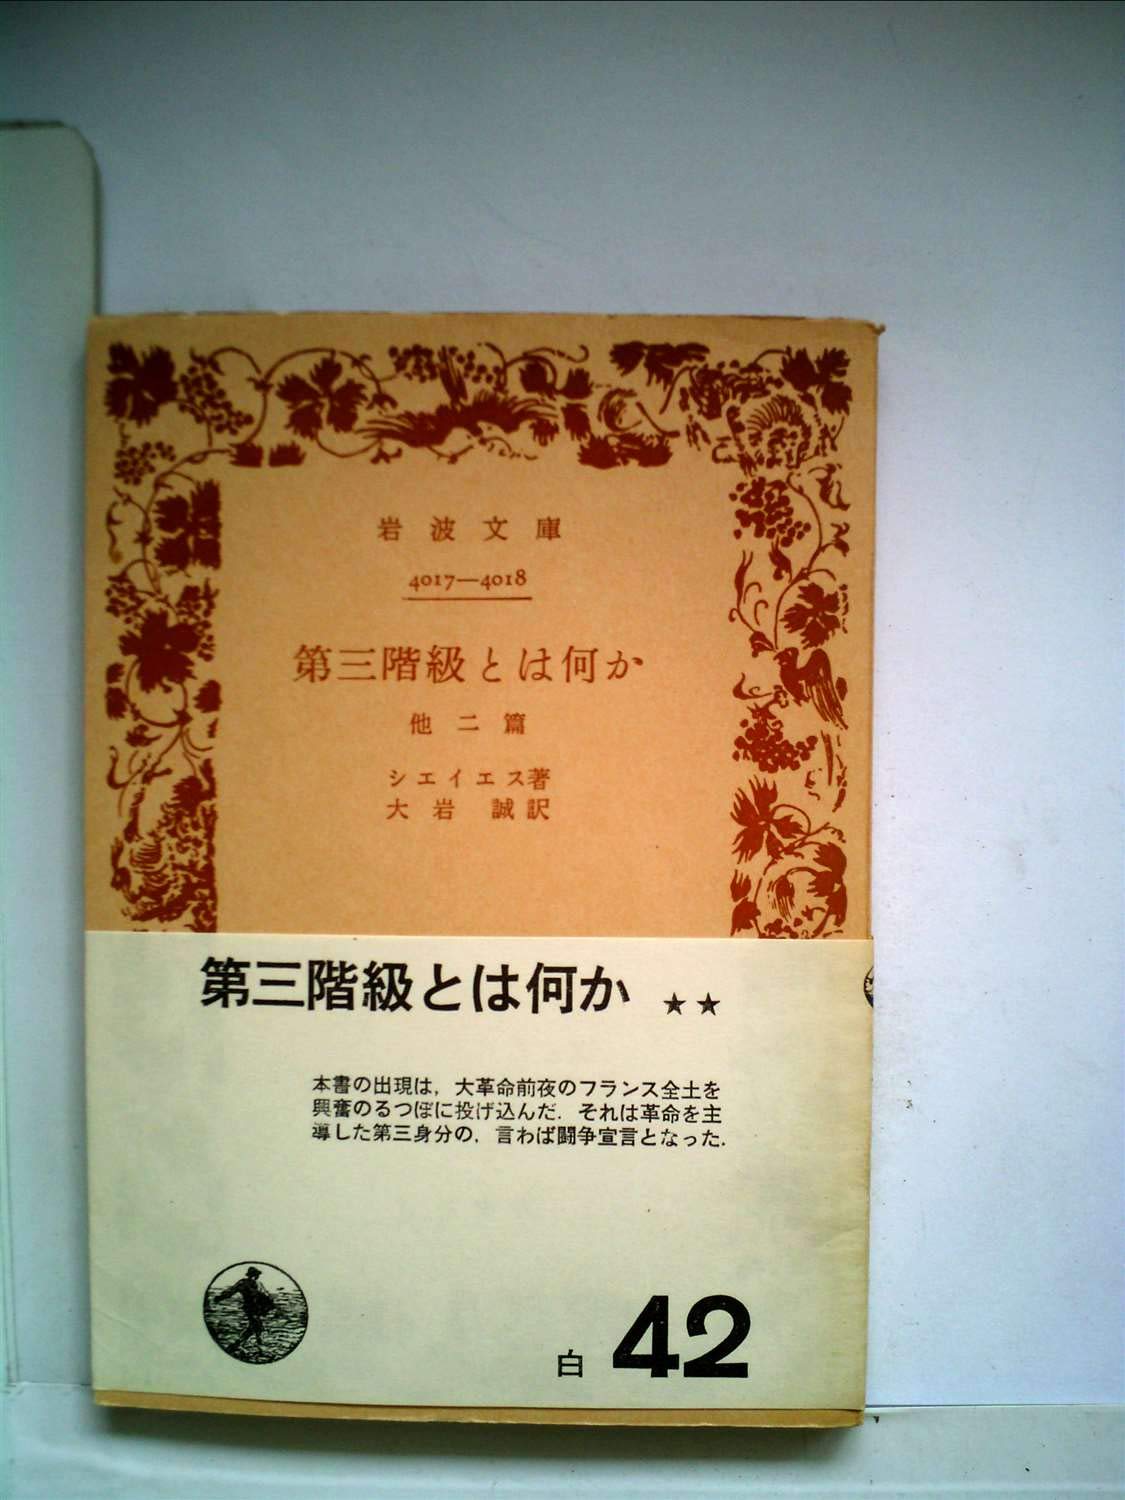 岩波文庫
4017—4018
第三階級とは何か
他二篇
シエイエス著
大岩誠訳
第三階級とは何か ★★
本書の出現は，大革命前夜のフランス全土を
興奮のるつぼに投げ込んだ．それは革命を主
導した第三身分の，言わば闘争宣言となった．
白 42